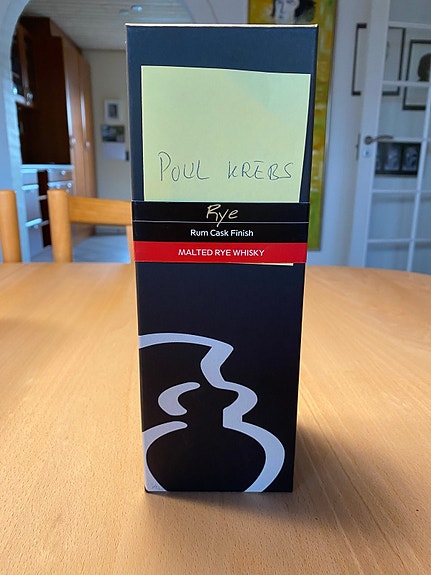 POUL KREBS
Rye
Rum Cask Finish
MALTED RYE WHISKY